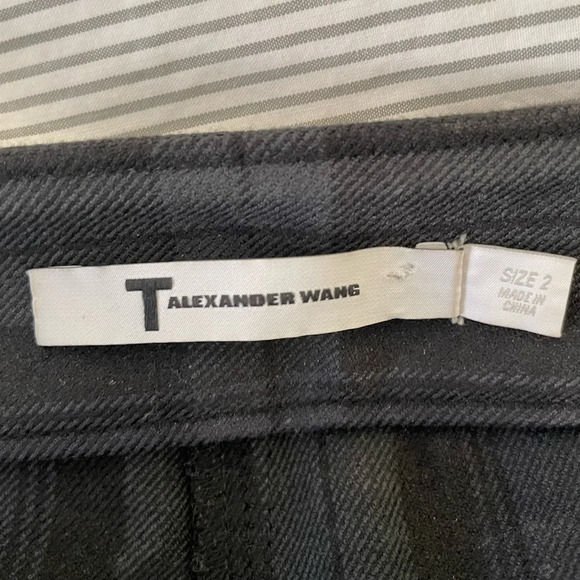 T ALEXANDER WANG
SIZE 2
MADE IN
CHINA